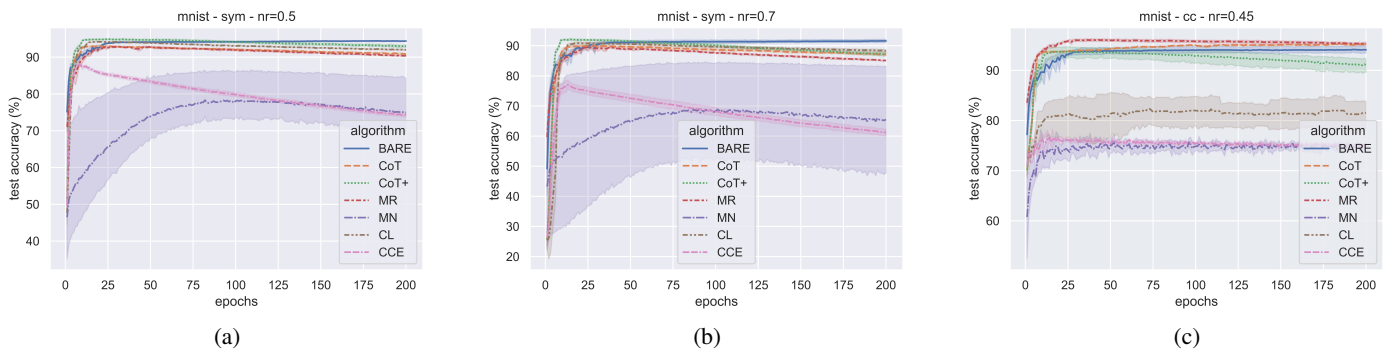 mnist - sym - nr=0.5
test accuracy (%)
90
80
70
60
50
40
0 25 50 75 100 125 150 175 200
epochs
algorithm
BARE
CoT
CoT+
MR
MN
CL
CCE
(a)
mnist - sym - nr=0.7
test accuracy (%)
100
90
80
70
60
50
40
30
20
0 25 50 75 100 125 150 175 200
epochs
algorithm
BARE
CoT
CoT+
MR
MN
CL
CCE
(b)
mnist - cc - nr=0.45
test accuracy (%)
90
80
70
60
0 25 50 75 100 125 150 175 200
epochs
algorithm
BARE
CoT
CoT+
MR
MN
CL
CCE
(c)